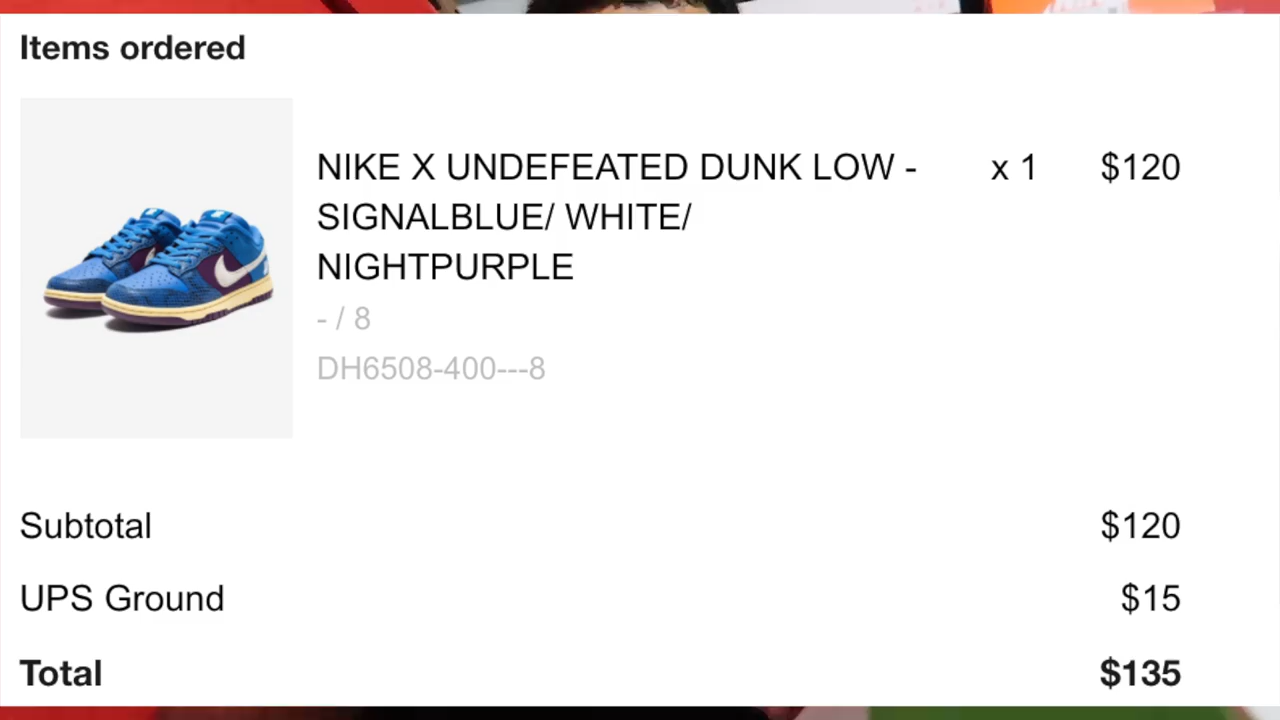 Items ordered
NIKE X UNDEFEATED DUNK LOW - x 1 $120
SIGNALBLUE/ WHITE/
NIGHTPURPLE
- / 8
DH6508-400---8
Subtotal $120
UPS Ground $15
Total $135